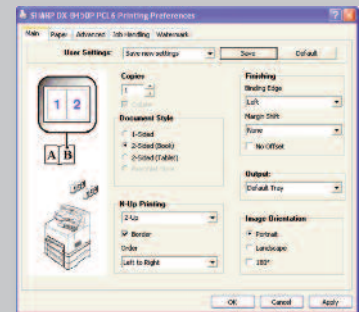 SHARP DX-B450P PCL6 Printing Preferences
Main Paper Advanced Job Handling Watermark
User Settings: Save new settings Save Default
1 2
A B
Copies
1
Collate
Document Style
1-Sided
2-Sided (Book)
2-Sided (Tablet)
N-Up Printing
2-Up
Border
Order
Left to Right
Finishing
Binding Edge
Left
Margin Shift
None
No Offset
Output:
Default Tray
Image Orientation
Portrait
Landscape
180°
OK Cancel Apply